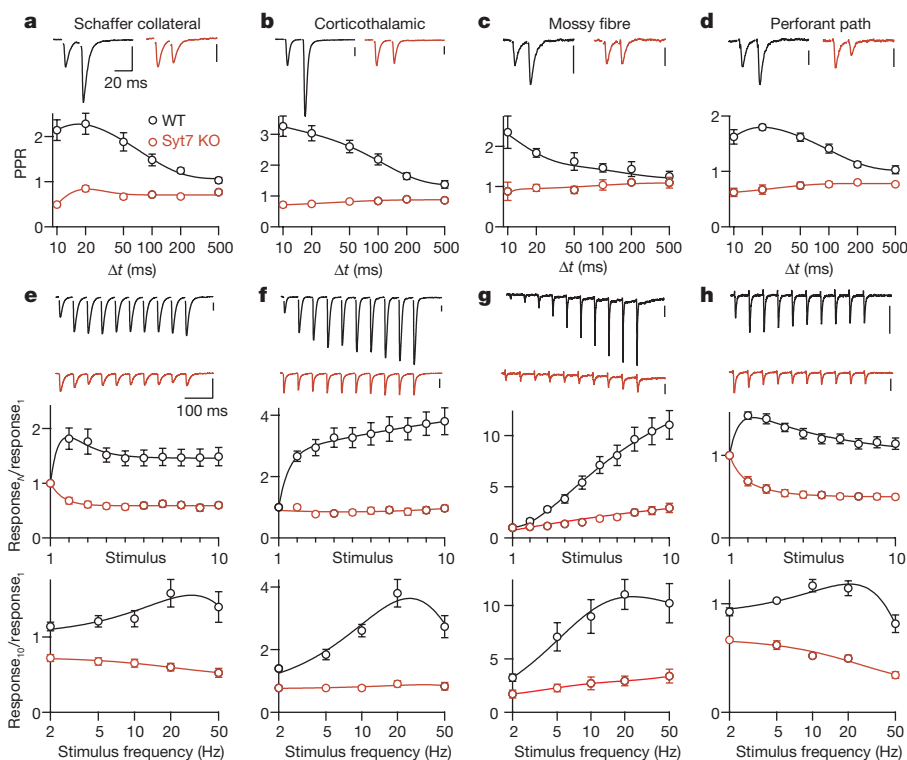 a Schaffer collateral
b Corticothalamic
c Mossy fibre
d Perforant path
20 ms
WT
Syt7 KO
PPR
2
1
0
10 20 50 100 200 500
Δt (ms)
3
2
1
0
10 20 50 100 200 500
Δt (ms)
2
1
0
10 20 50 100 200 500
Δt (ms)
2
1
0
10 20 50 100 200 500
Δt (ms)
e
f
g
h
100 ms
Response_N/response_1
2
1
0
1 Stimulus 10
4
2
0
1 Stimulus 10
10
5
0
1 Stimulus 10
1
0
1 Stimulus 10
Response_10/response_1
1
0
2 5 10 20 50
Stimulus frequency (Hz)
4
2
0
2 5 10 20 50
Stimulus frequency (Hz)
10
5
0
2 5 10 20 50
Stimulus frequency (Hz)
1
0
2 5 10 20 50
Stimulus frequency (Hz)